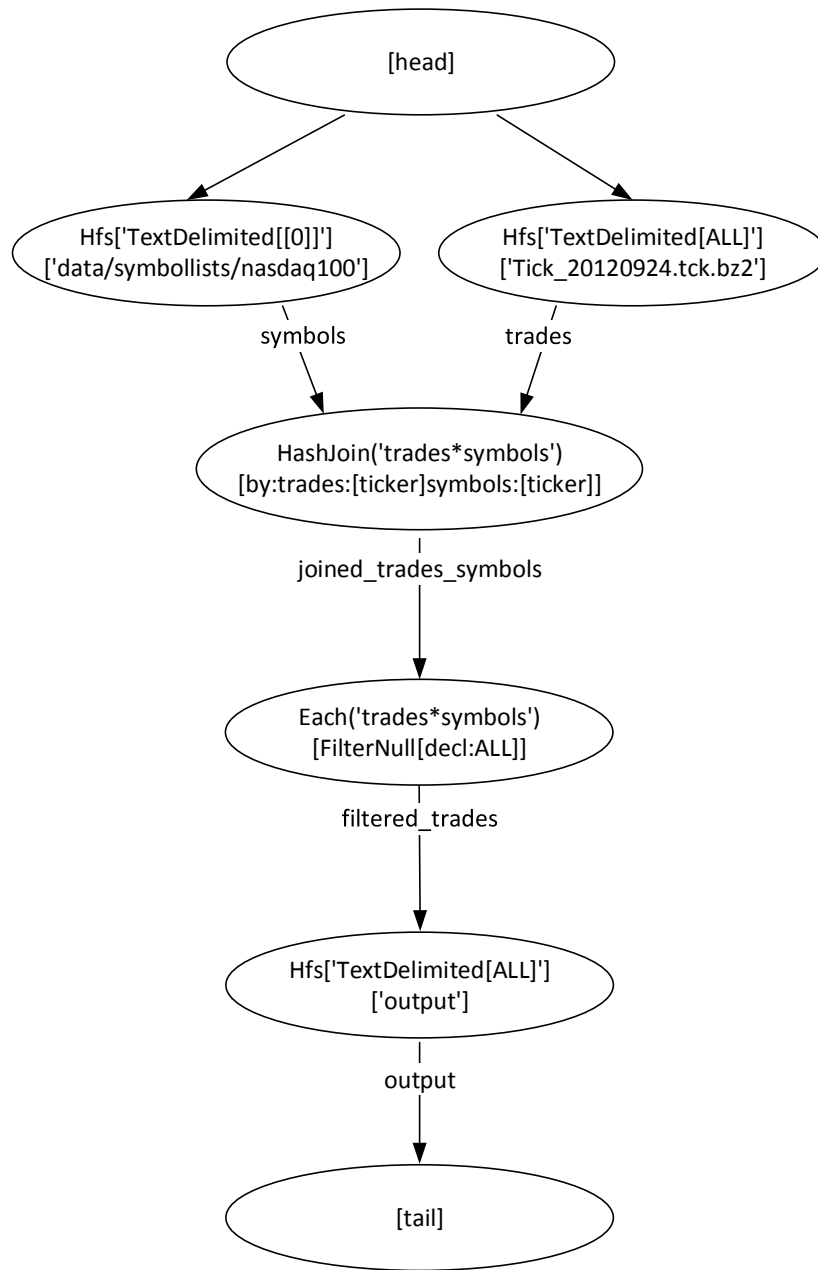 [head]
Hfs['TextDelimited[[0]]']
['data/symbollists/nasdaq100']
Hfs['TextDelimited[ALL]']
['Tick_20120924.tck.bz2']
symbols
trades
HashJoin('trades*symbols')
[by:trades:[ticker]symbols:[ticker]]
joined_trades_symbols
Each('trades*symbols')
[FilterNull[decl:ALL]]
filtered_trades
Hfs['TextDelimited[ALL]']
['output']
output
[tail]